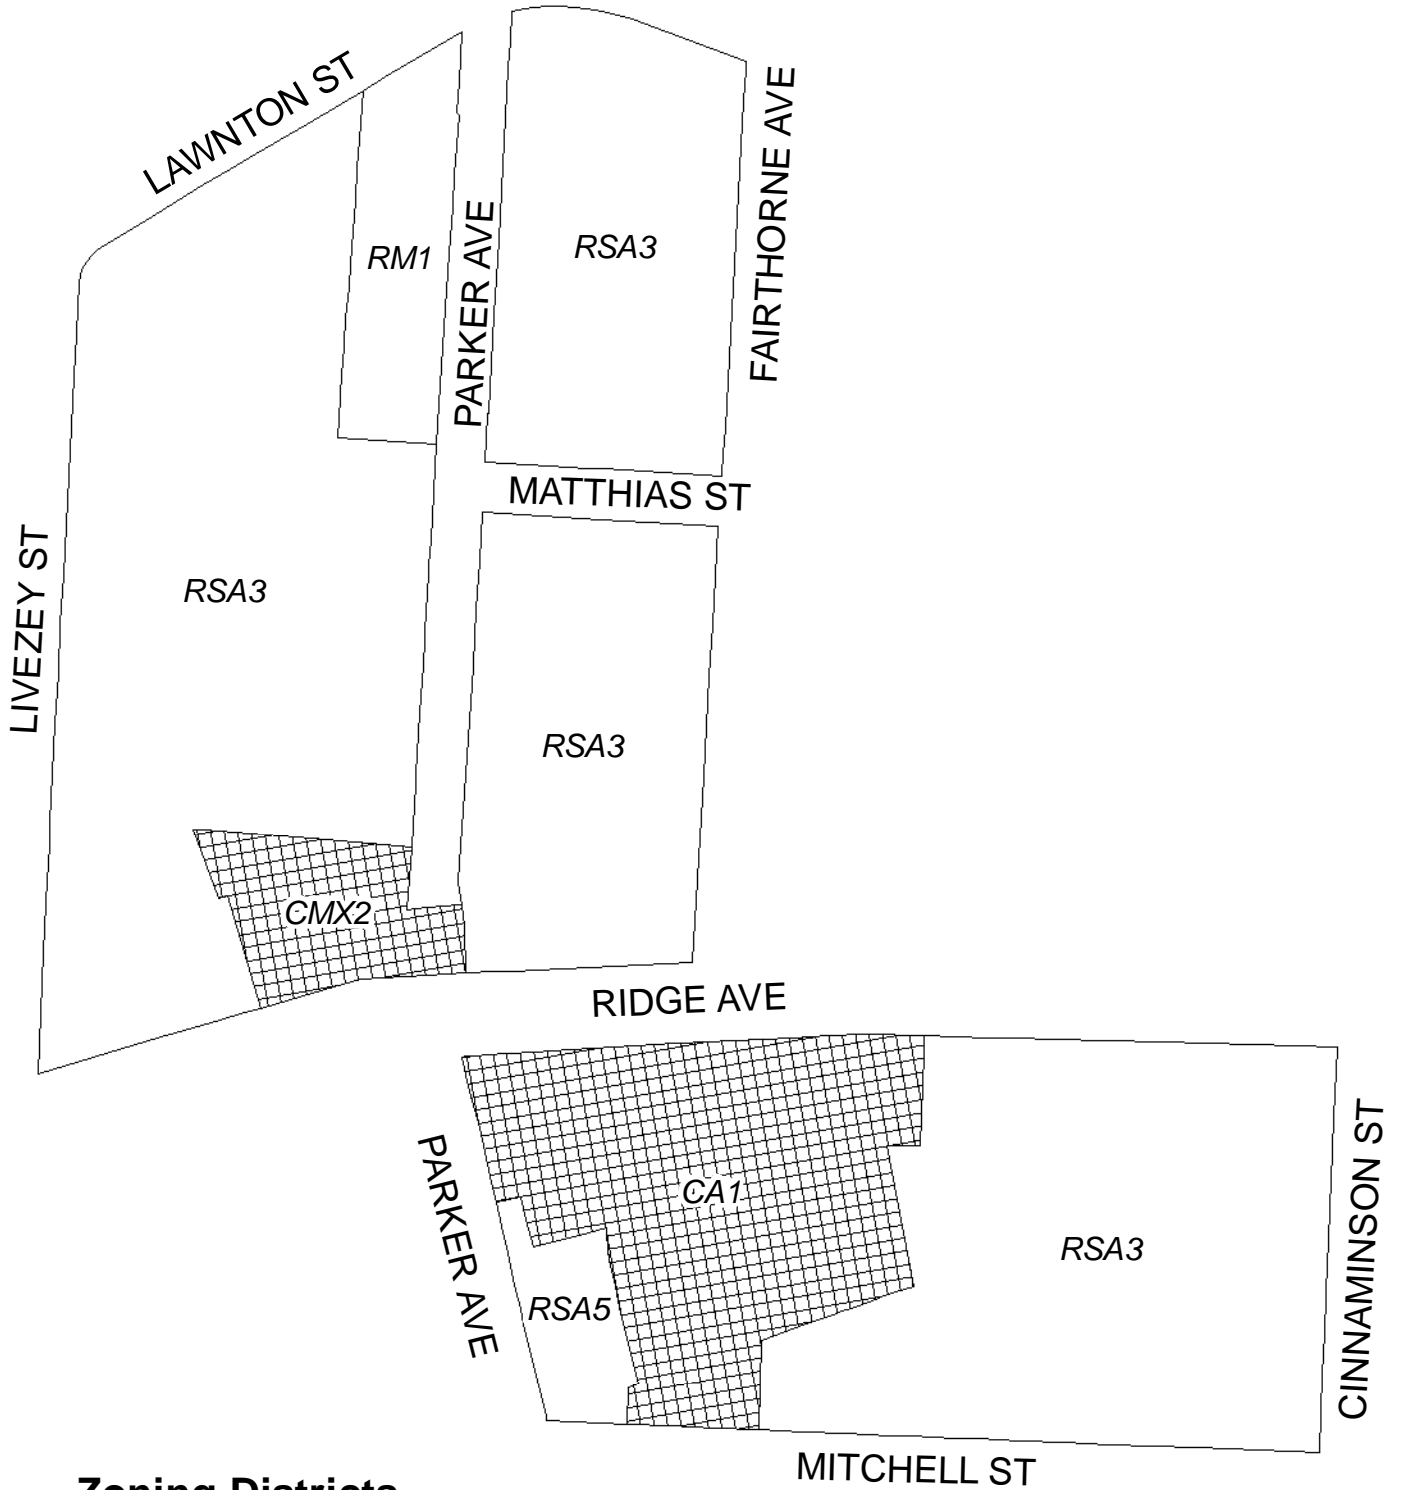 LAWNTON ST
RM1
PARKER AVE
RSA3
FAIRTHORNE AVE
MATTHIAS ST
LIVEZEY ST
RSA3
RSA3
CMX2
RIDGE AVE
PARKER AVE
CA1
RSA3
RSA5
CINNAMINSON ST
MITCHELL ST
Zoning Districts